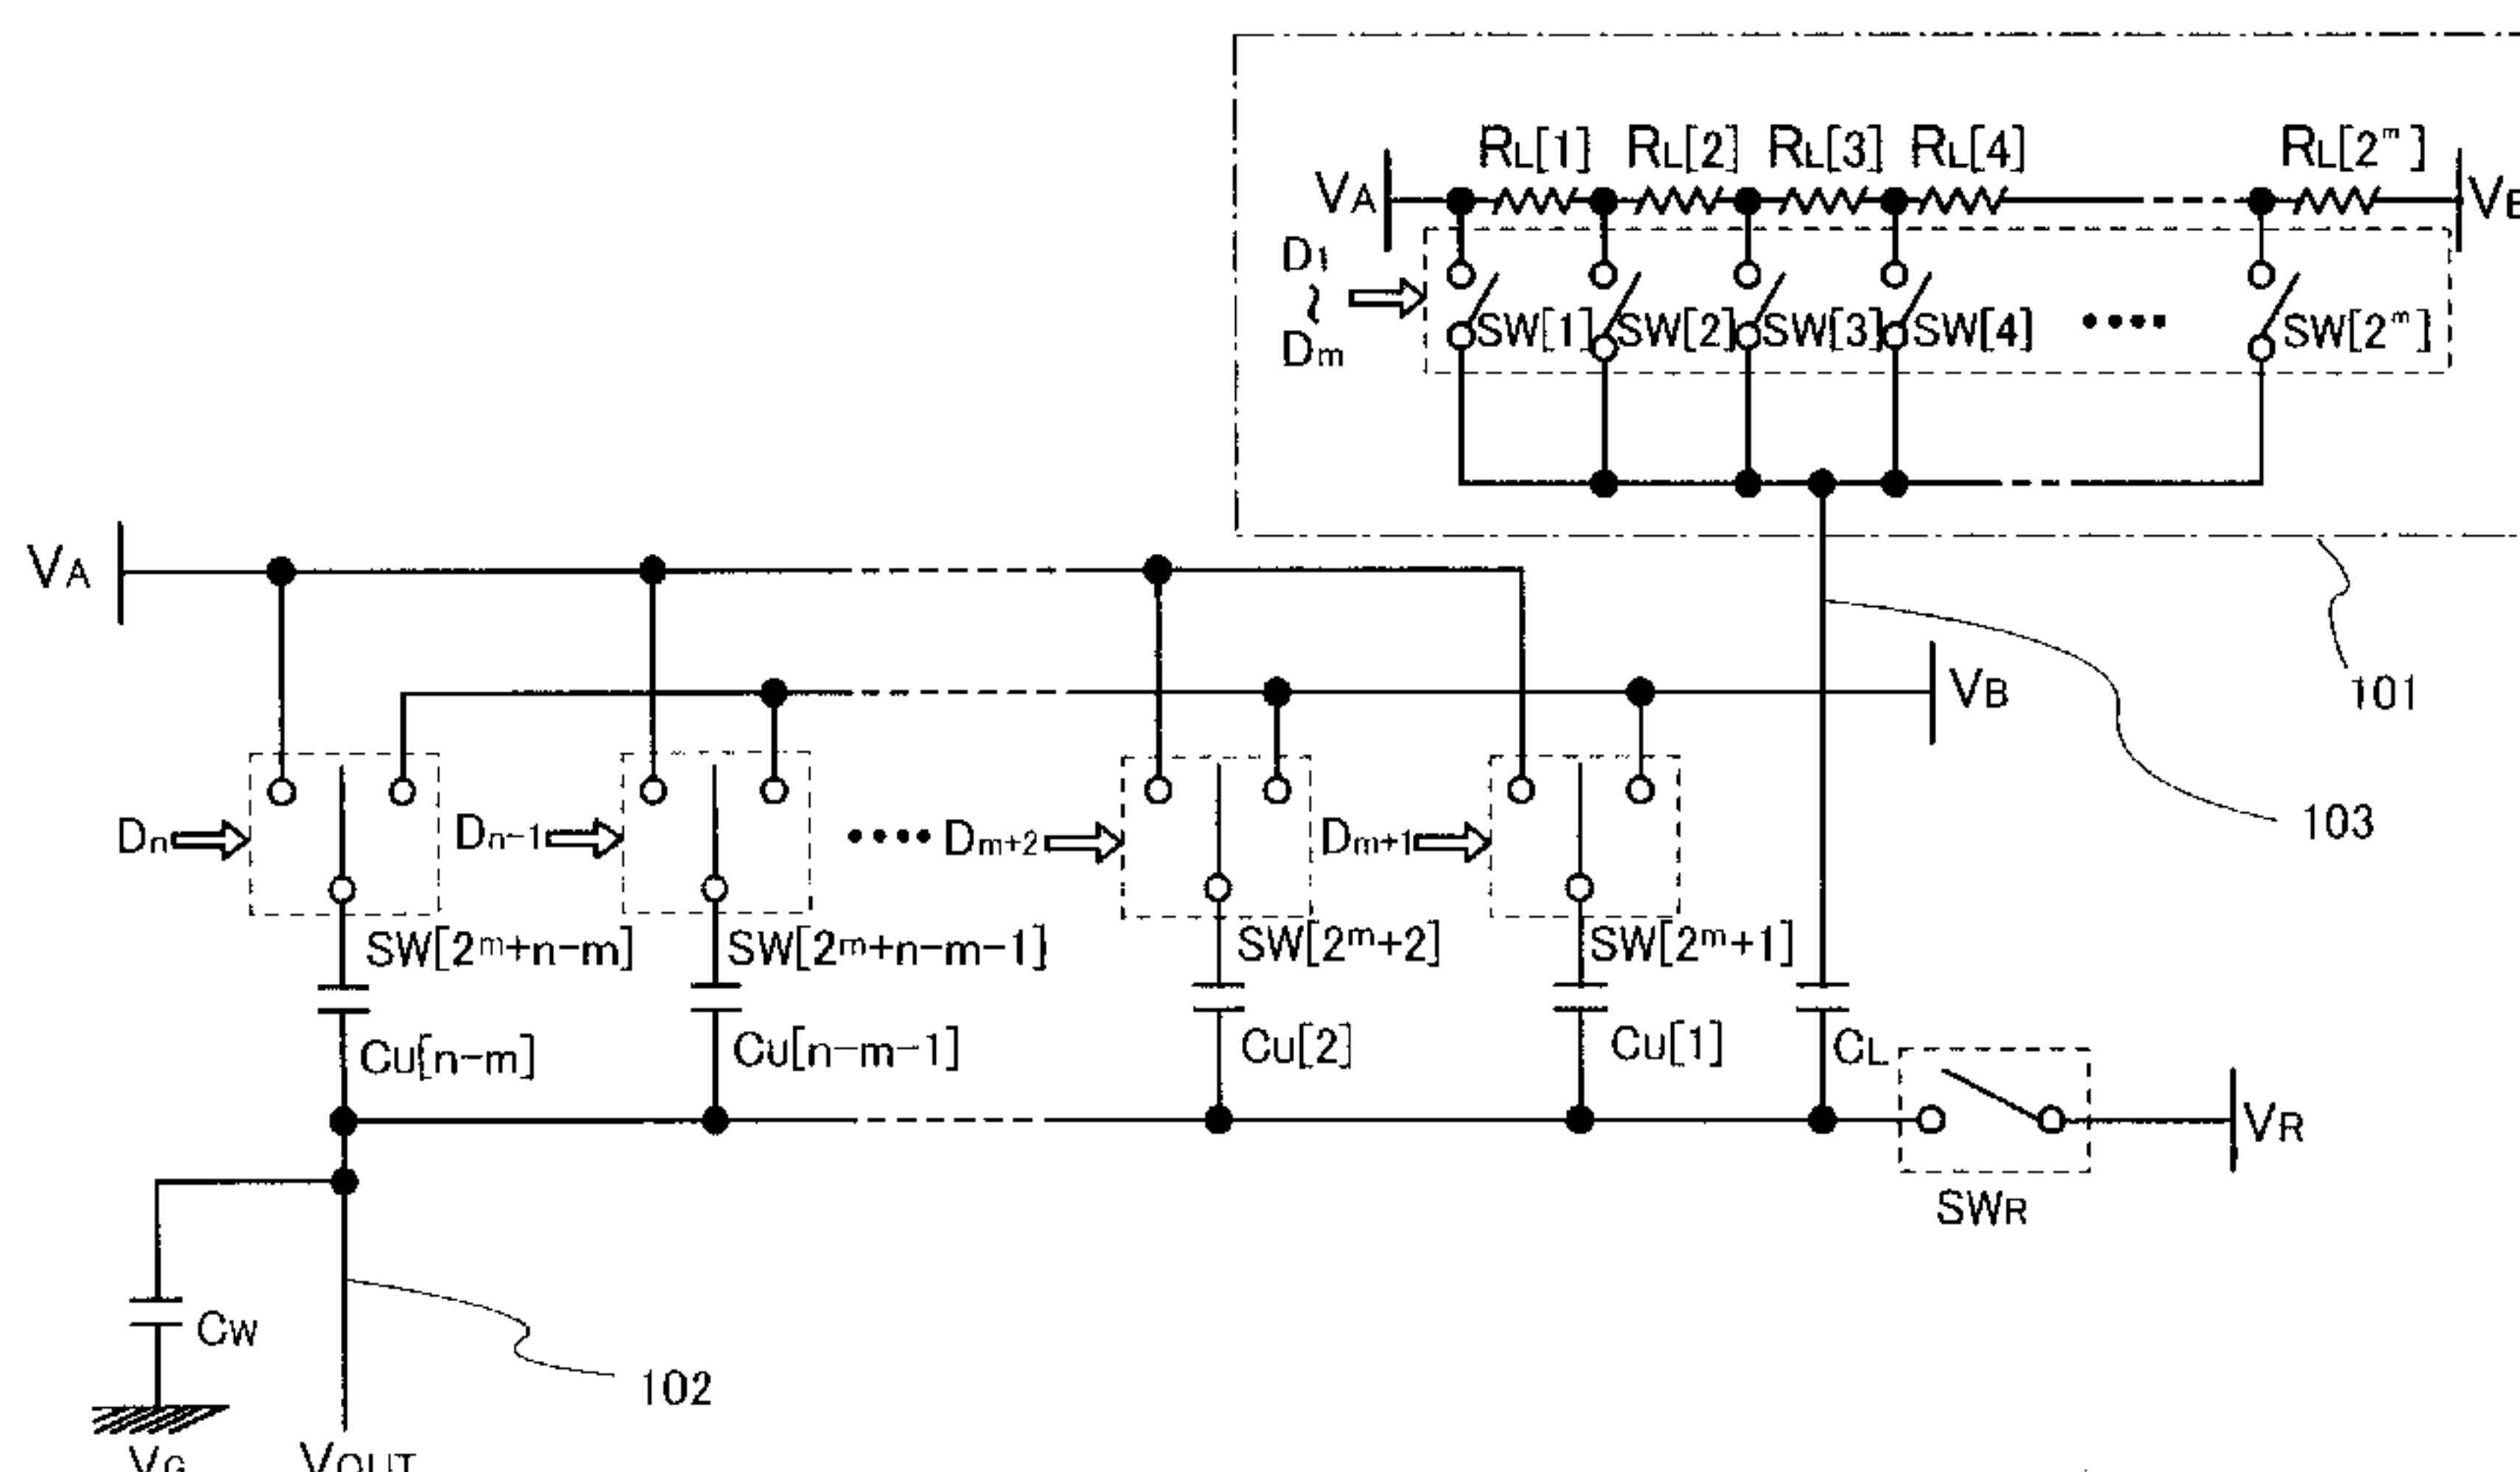 RL[1] RL[2] RL[3] RL[4] RL[2ᵐ]
VA
D1
~
Dm
SW[1] SW[2] SW[3] SW[4] •••• SW[2ᵐ]
VA
101
VB
103
Dn Dn-1 •••• Dm+2 Dm+1
SW[2ᵐ+n-m] SW[2ᵐ+n-m-1] SW[2ᵐ+2] SW[2ᵐ+1]
CU[n-m] CU[n-m-1] CU[2] CU[1] CL
VR
SWR
CW
102
VG VOUT